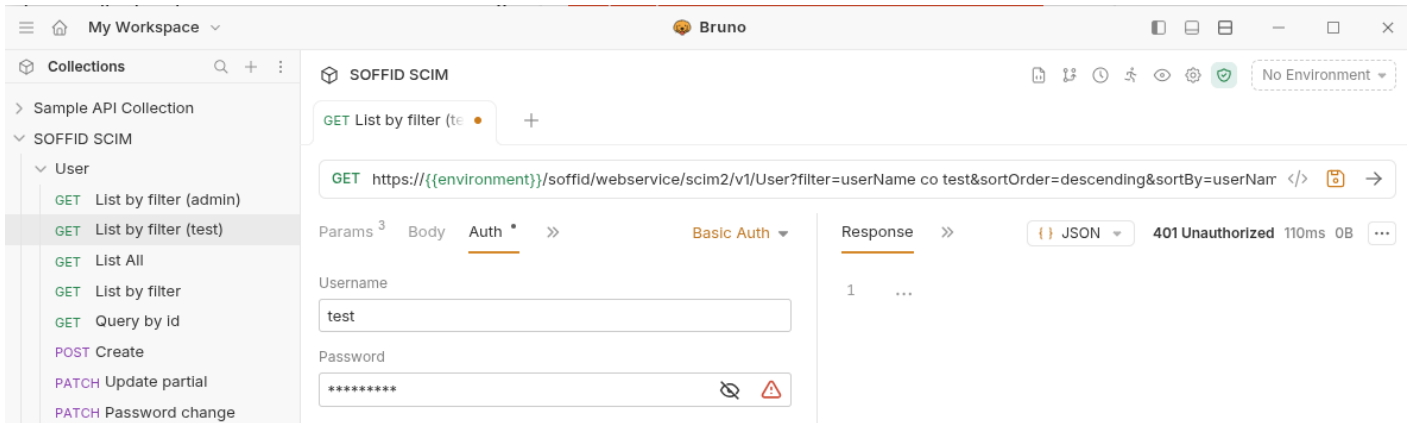 My Workspace
Bruno
Collections
SOFFID SCIM
No Environment
Sample API Collection
SOFFID SCIM
User
GET List by filter (admin)
GET List by filter (test)
GET List All
GET List by filter
GET Query by id
POST Create
PATCH Update partial
PATCH Password change
GET List by filter (te
GET https://{{environment}}/soffid/webservice/scim2/v1/User?filter=userName co test&sortOrder=descending&sortBy=userNam
Params 3 Body Auth Basic Auth
Username
test
Password
*********
Response { } JSON 401 Unauthorized 110ms 0B
1 ...